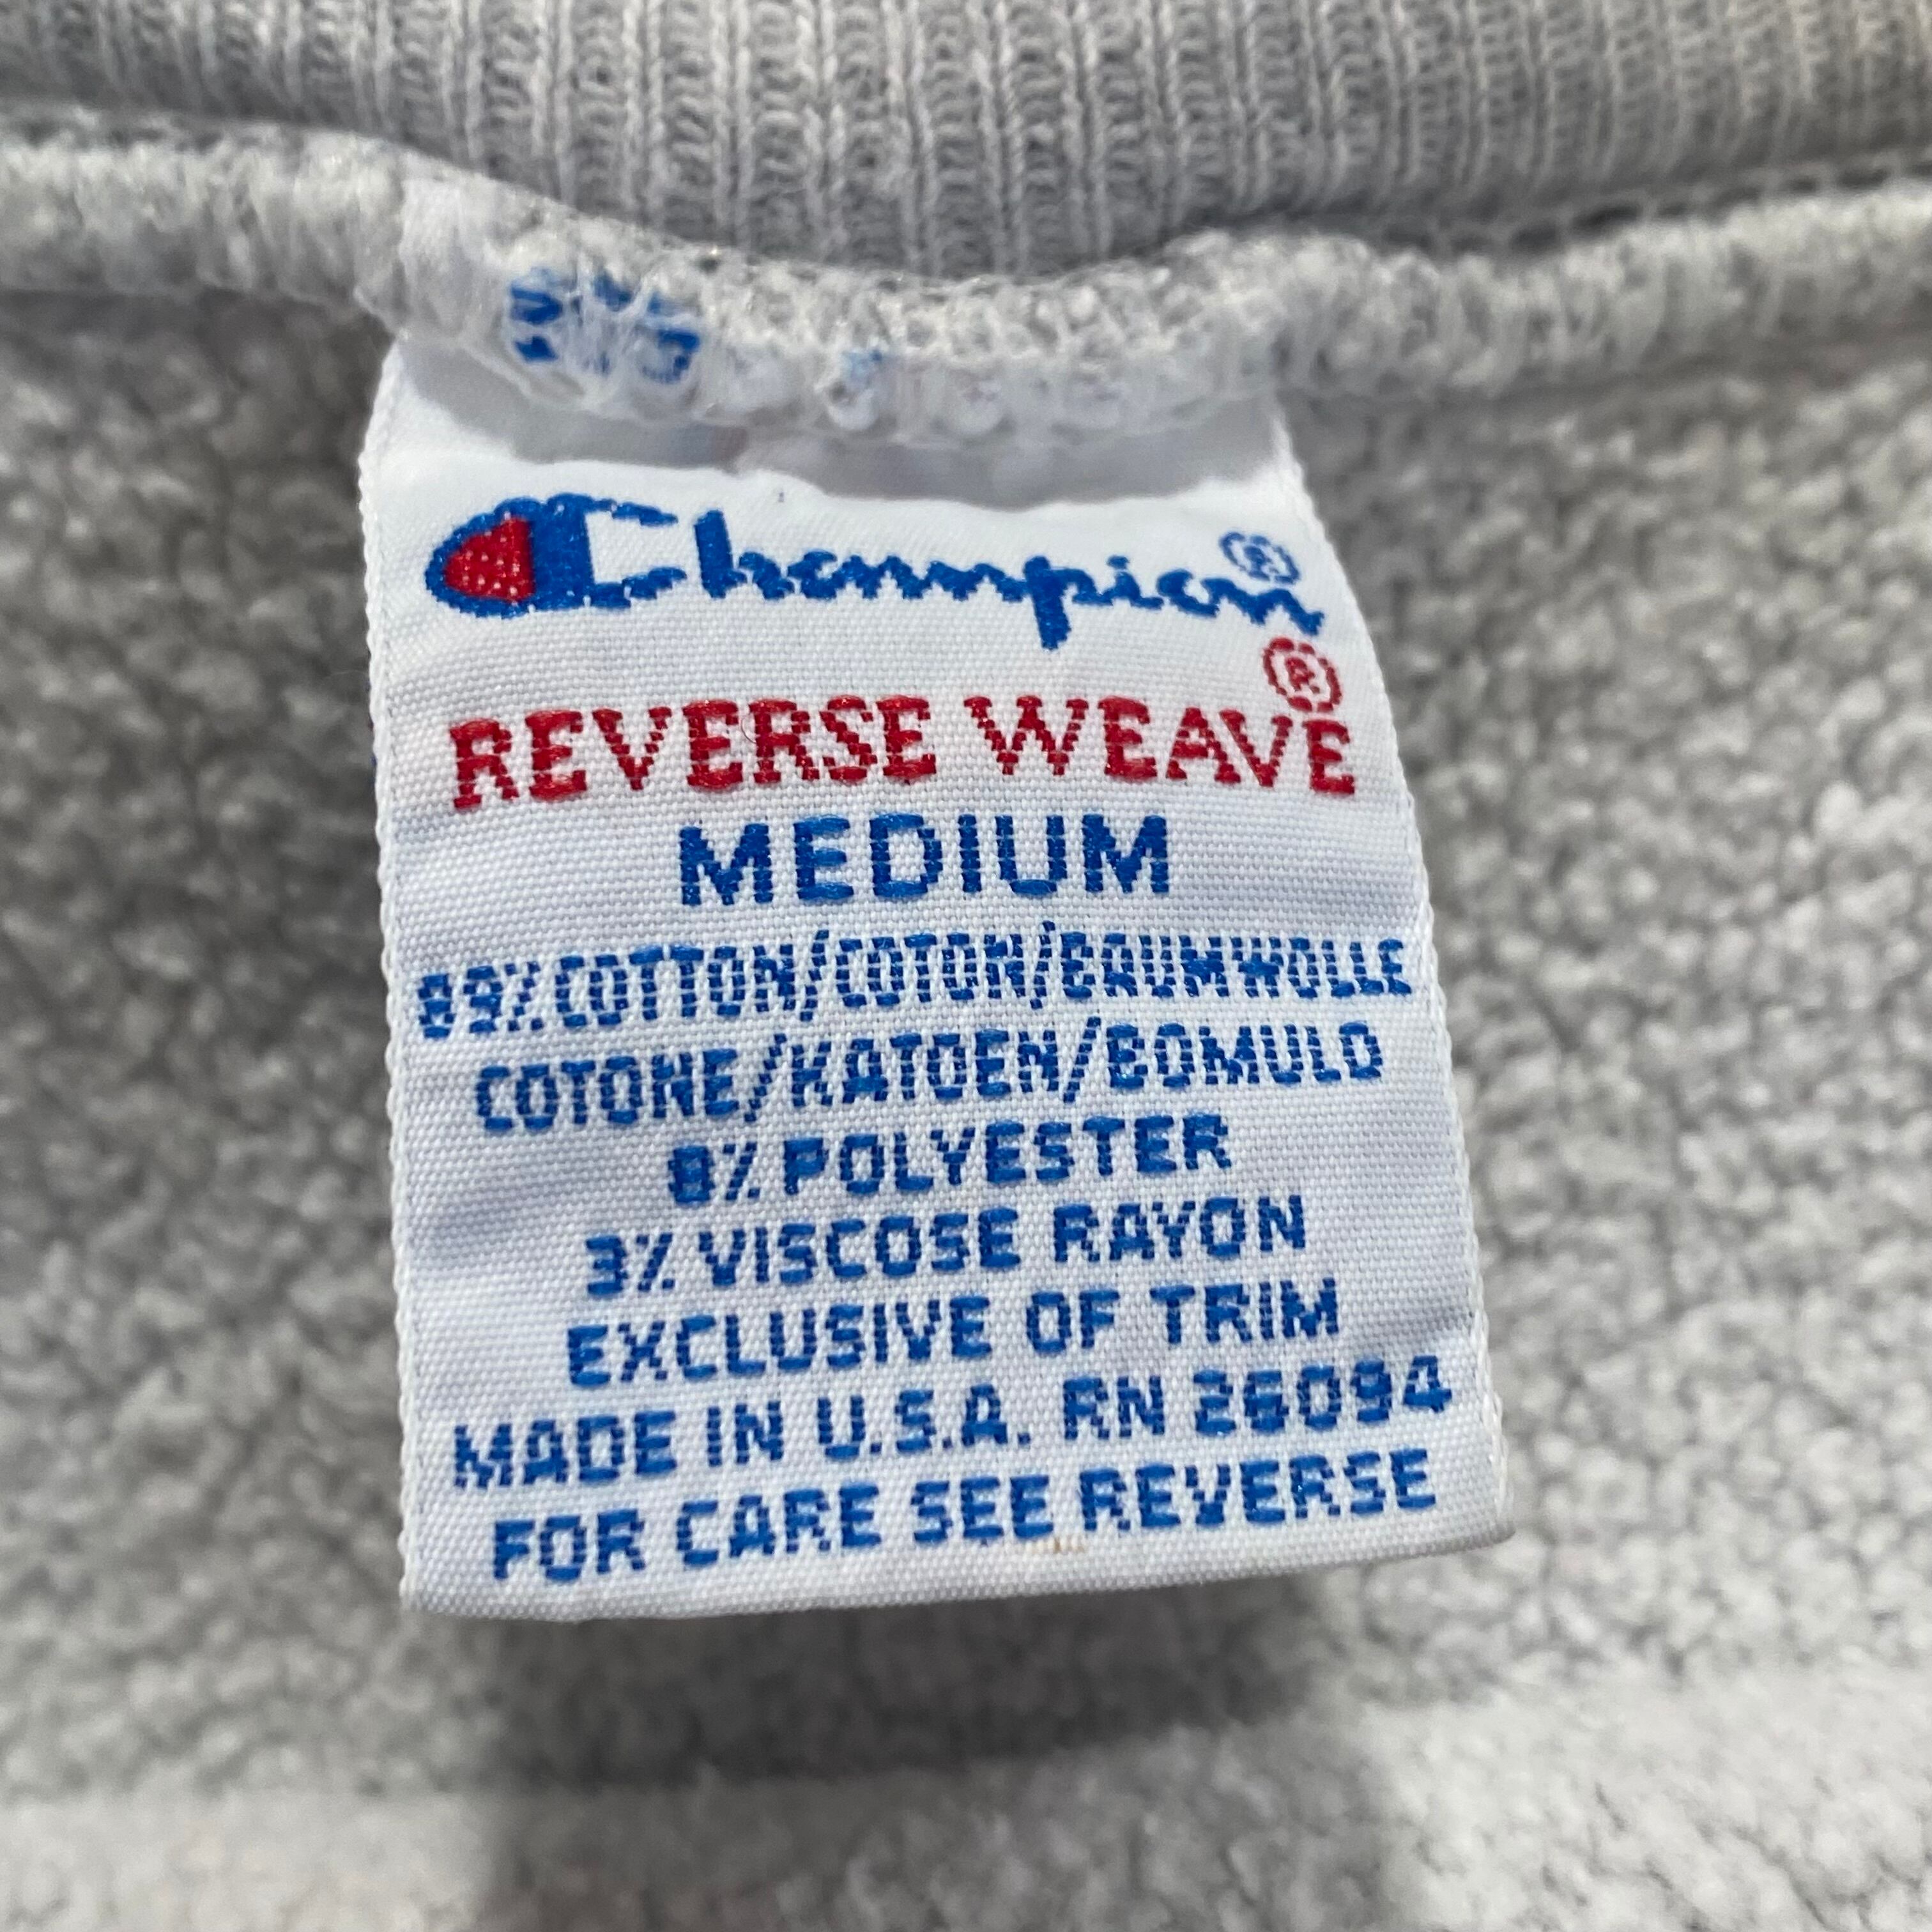 Champion®
REVERSE WEAVE®
MEDIUM
89% COTTON/COTON/BAUMWOLLE
COTONE/KATOEN/BOMULD
8% POLYESTER
3% VISCOSE RAYON
EXCLUSIVE OF TRIM
MADE IN U.S.A. RN 26094
FOR CARE SEE REVERSE